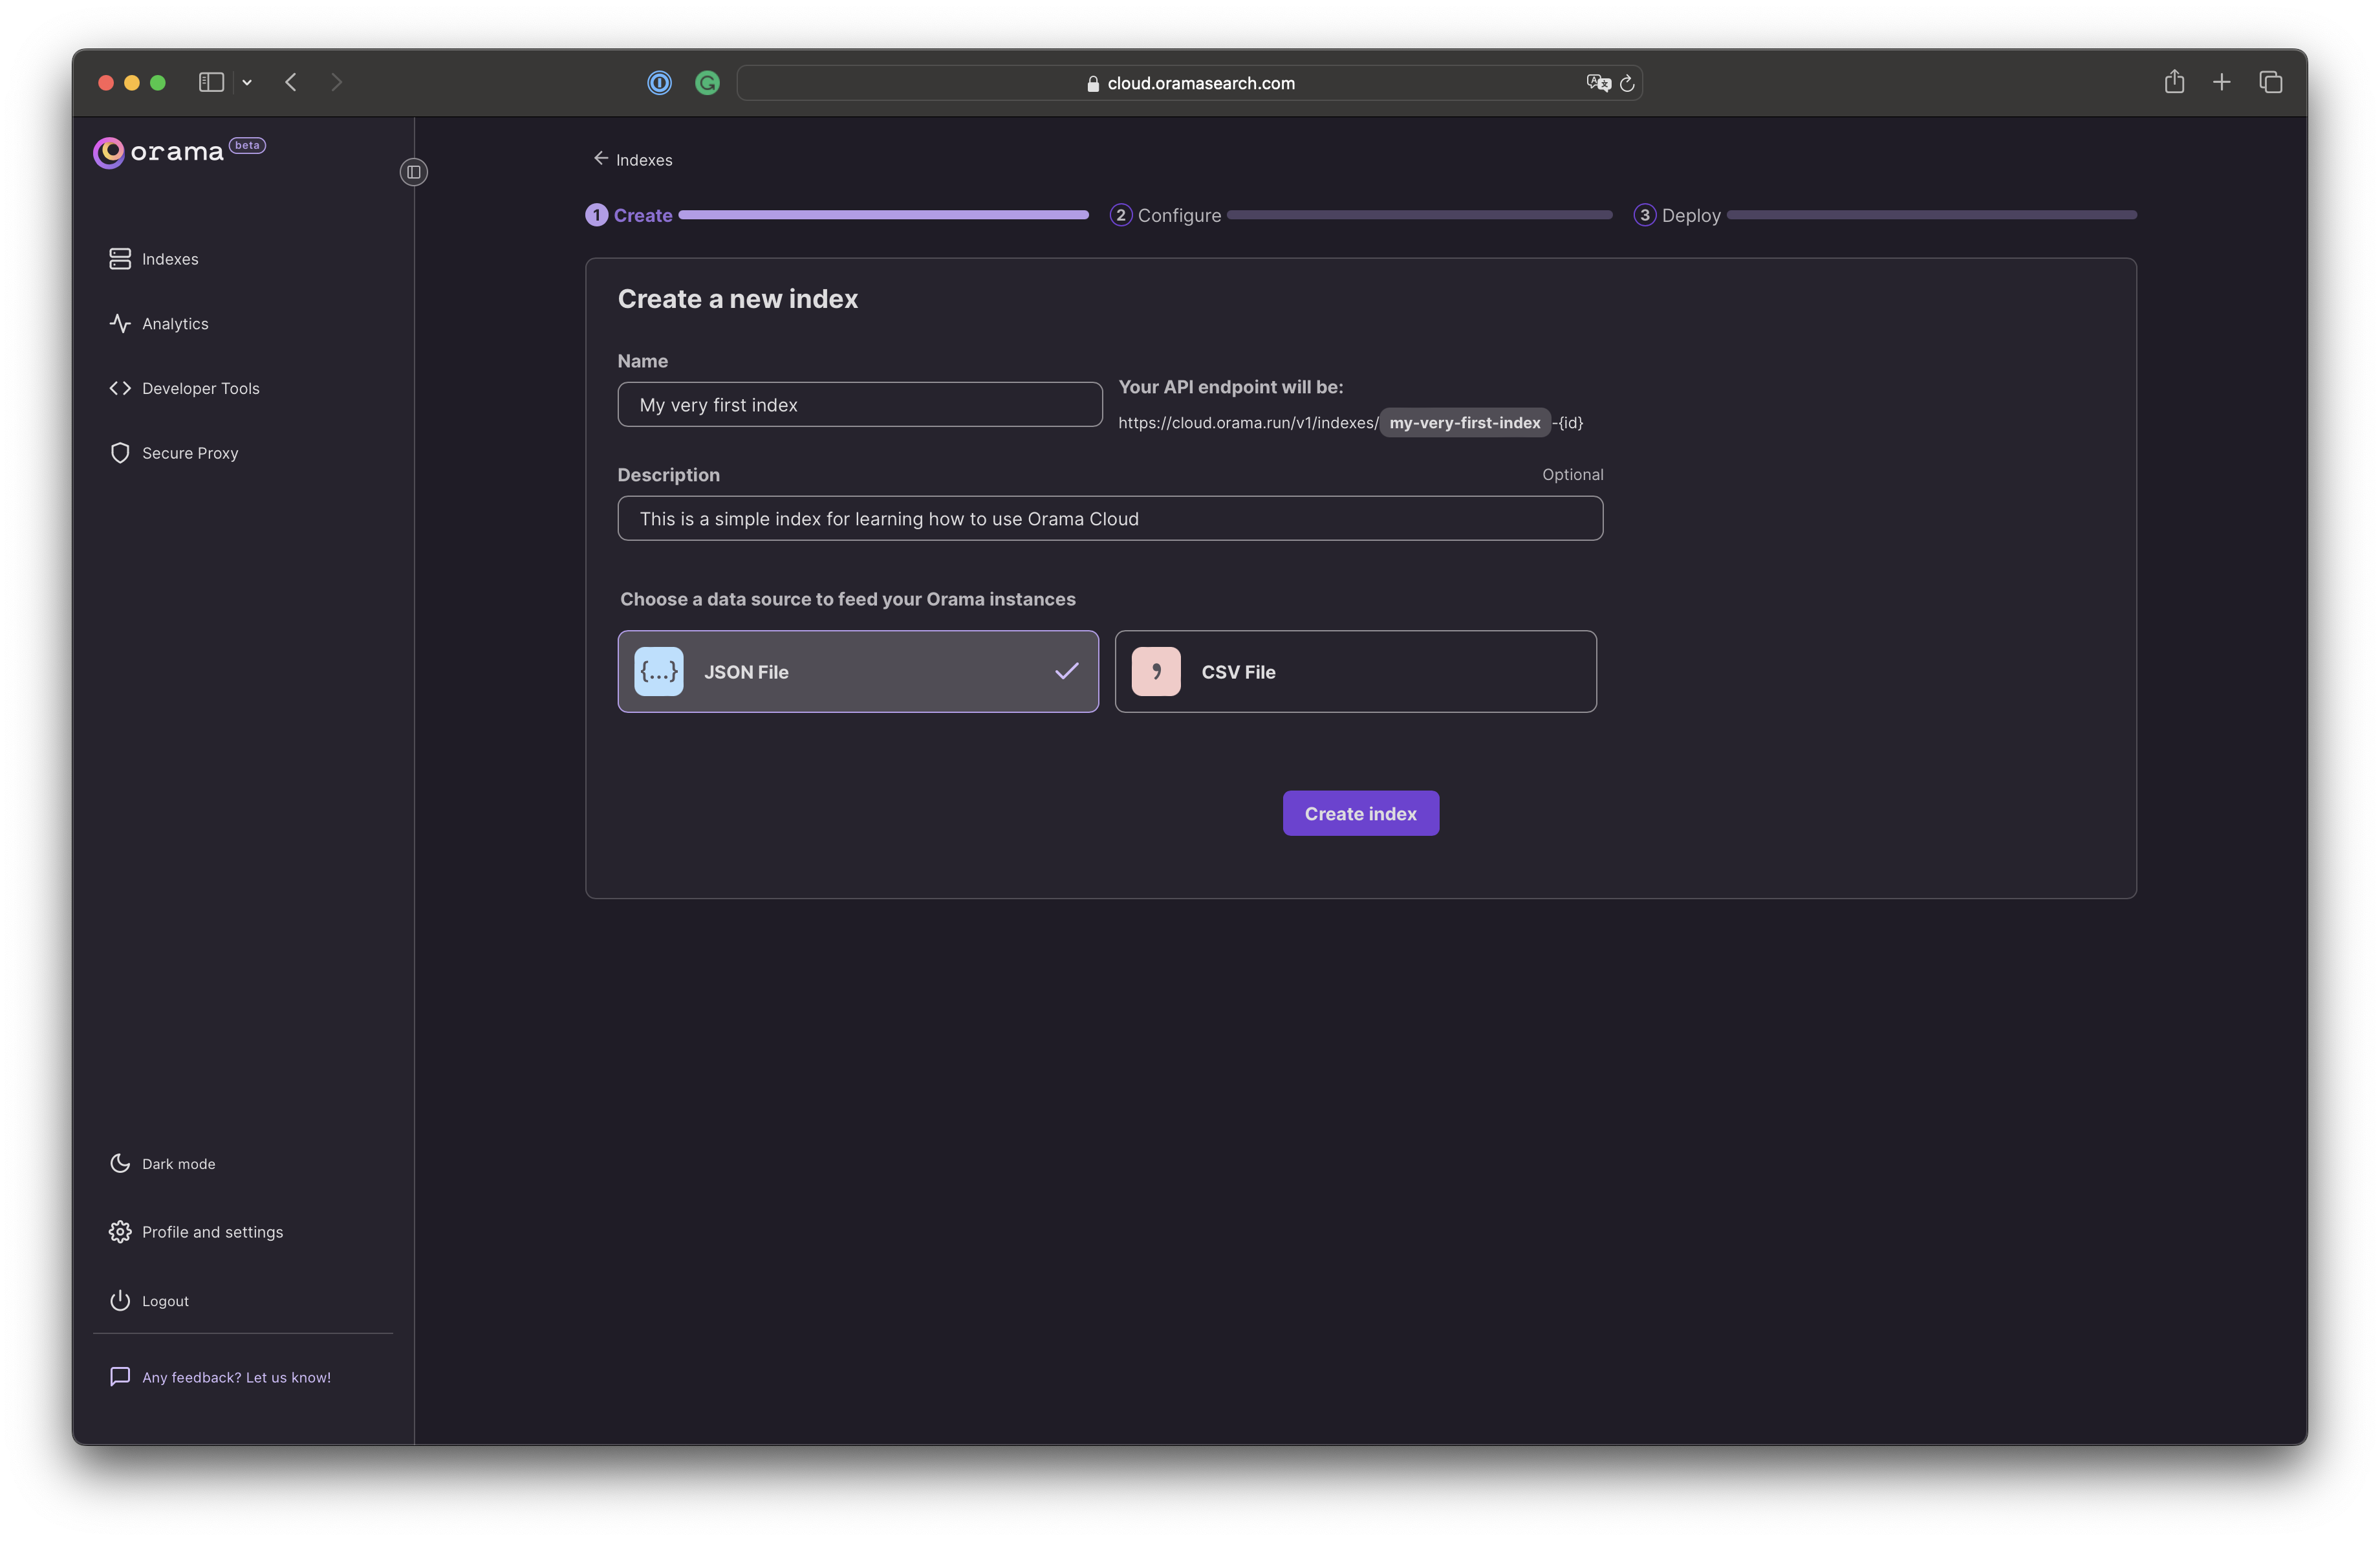 cloud.oramasearch.com
orama beta
Indexes
Analytics
Developer Tools
Secure Proxy
Dark mode
Profile and settings
Logout
Any feedback? Let us know!
Indexes
1 Create
2 Configure
3 Deploy
Create a new index
Name
My very first index
Your API endpoint will be:
https://cloud.orama.run/v1/indexes/ my-very-first-index -{id}
Description
Optional
This is a simple index for learning how to use Orama Cloud
Choose a data source to feed your Orama instances
{...} JSON File
, CSV File
Create index